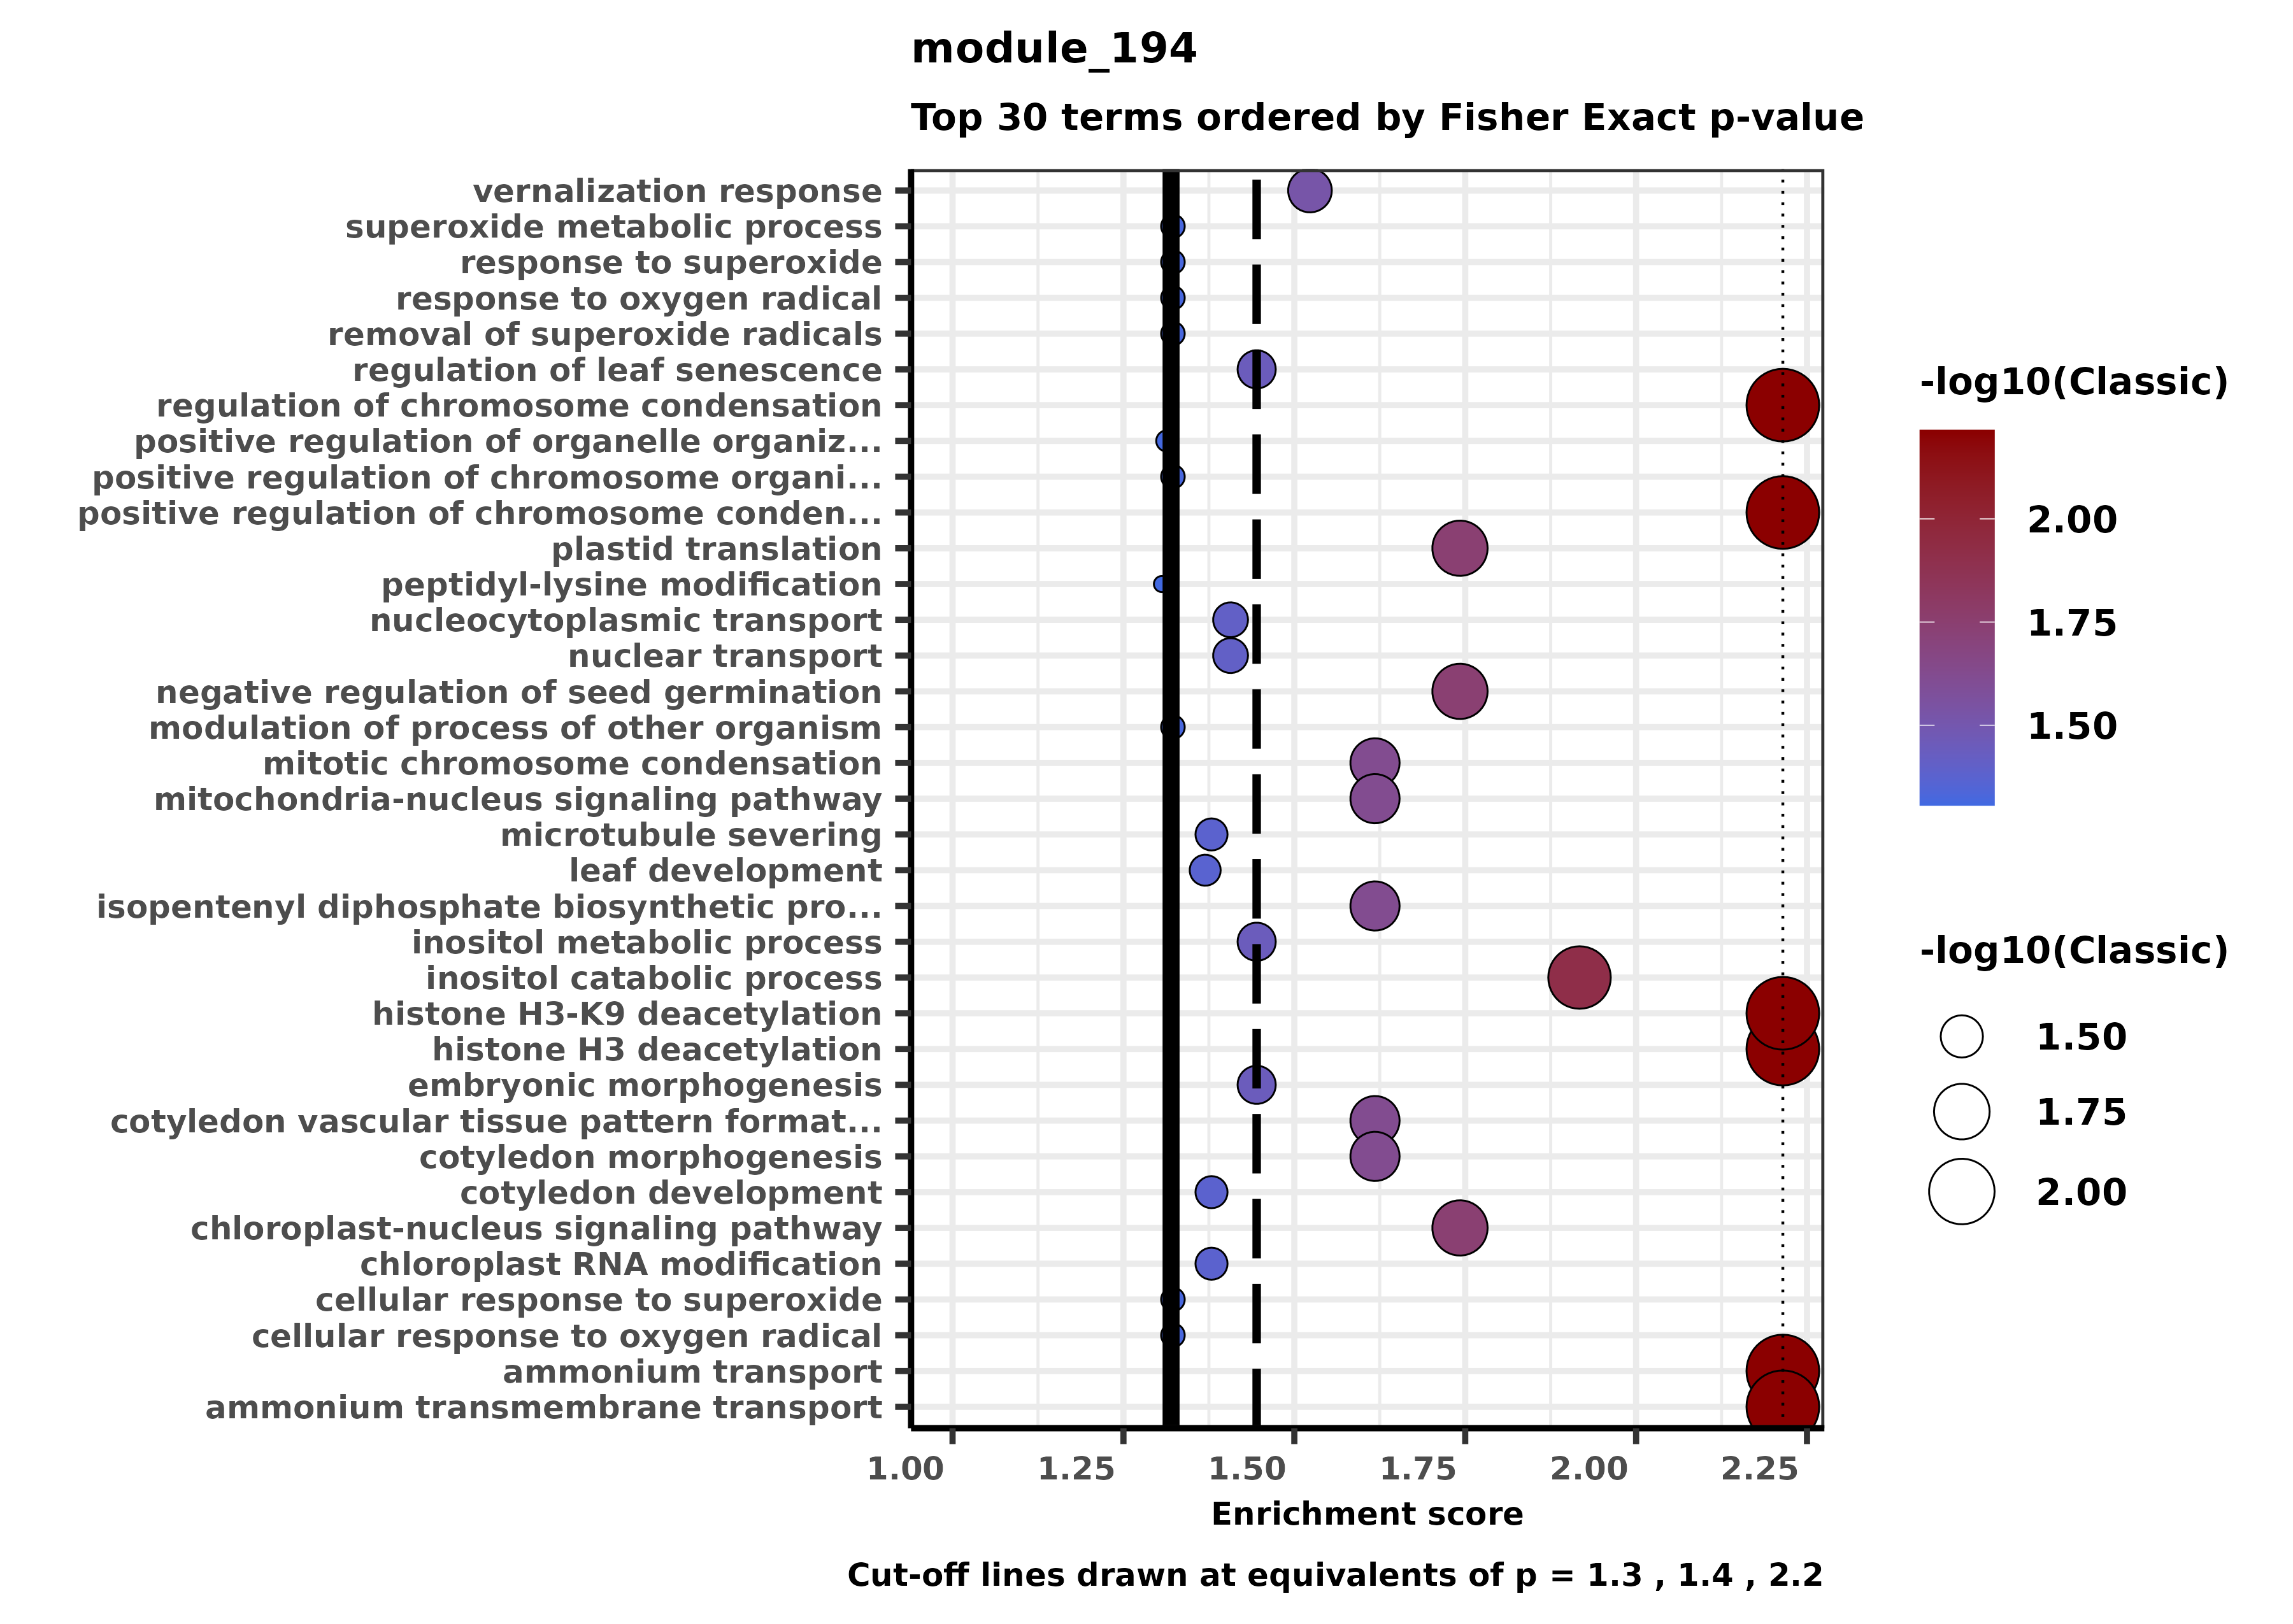 module_194
Top 30 terms ordered by Fisher Exact p-value
vernalization response
superoxide metabolic process
response to superoxide
response to oxygen radical
removal of superoxide radicals
regulation of leaf senescence
regulation of chromosome condensation
positive regulation of organelle organiz...
positive regulation of chromosome organi...
positive regulation of chromosome conden...
plastid translation
peptidyl-lysine modification
nucleocytoplasmic transport
nuclear transport
negative regulation of seed germination
modulation of process of other organism
mitotic chromosome condensation
mitochondria-nucleus signaling pathway
microtubule severing
leaf development
isopentenyl diphosphate biosynthetic pro...
inositol metabolic process
inositol catabolic process
histone H3-K9 deacetylation
histone H3 deacetylation
embryonic morphogenesis
cotyledon vascular tissue pattern format...
cotyledon morphogenesis
cotyledon development
chloroplast-nucleus signaling pathway
chloroplast RNA modification
cellular response to superoxide
cellular response to oxygen radical
ammonium transport
ammonium transmembrane transport
1.00 1.25 1.50 1.75 2.00 2.25
Enrichment score
Cut-off lines drawn at equivalents of p = 1.3 , 1.4 , 2.2
-log10(Classic)
2.00
1.75
1.50
-log10(Classic)
1.50
1.75
2.00